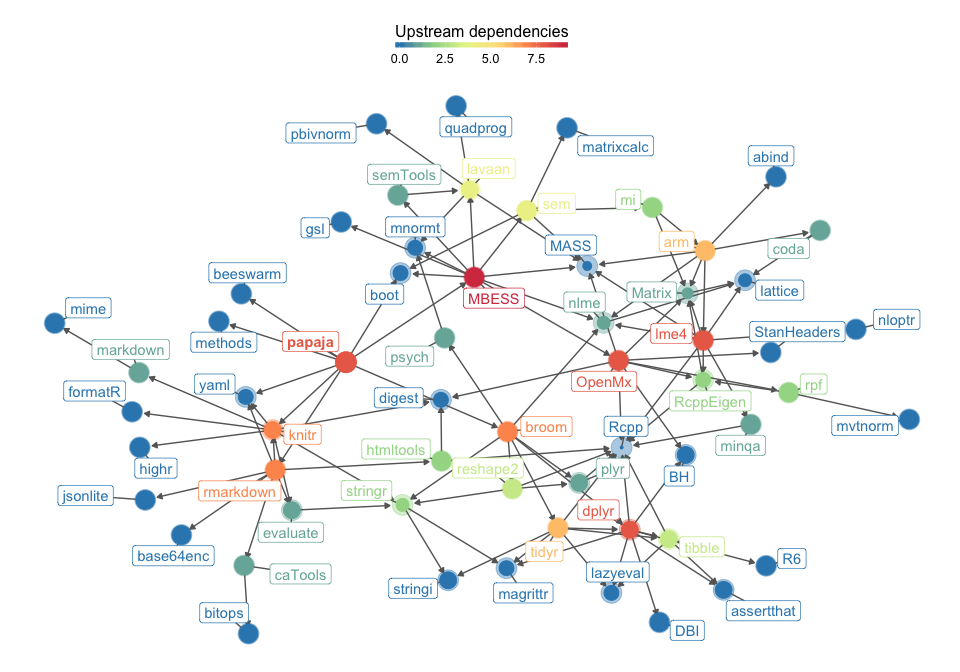 Upstream dependencies
0.0 2.5 5.0 7.5
quadprog
pbivnorm
matrixcalc
abind
lavaan
semTools
sem
mi
gsl
mnormt
MASS
arm
coda
beeswarm
boot
MBESS
nlme
Matrix
lattice
mime
methods
papaja
lme4
StanHeaders
nloptr
markdown
psych
OpenMx
formatR
yaml
digest
RcppEigen
rpf
knitr
broom
Rcpp
mvtnorm
highr
htmltools
reshape2
plyr
minqa
BH
jsonlite
rmarkdown
stringr
dplyr
evaluate
base64enc
tidyr
tibble
R6
caTools
stringi
magrittr
lazyeval
assertthat
bitops
DBI